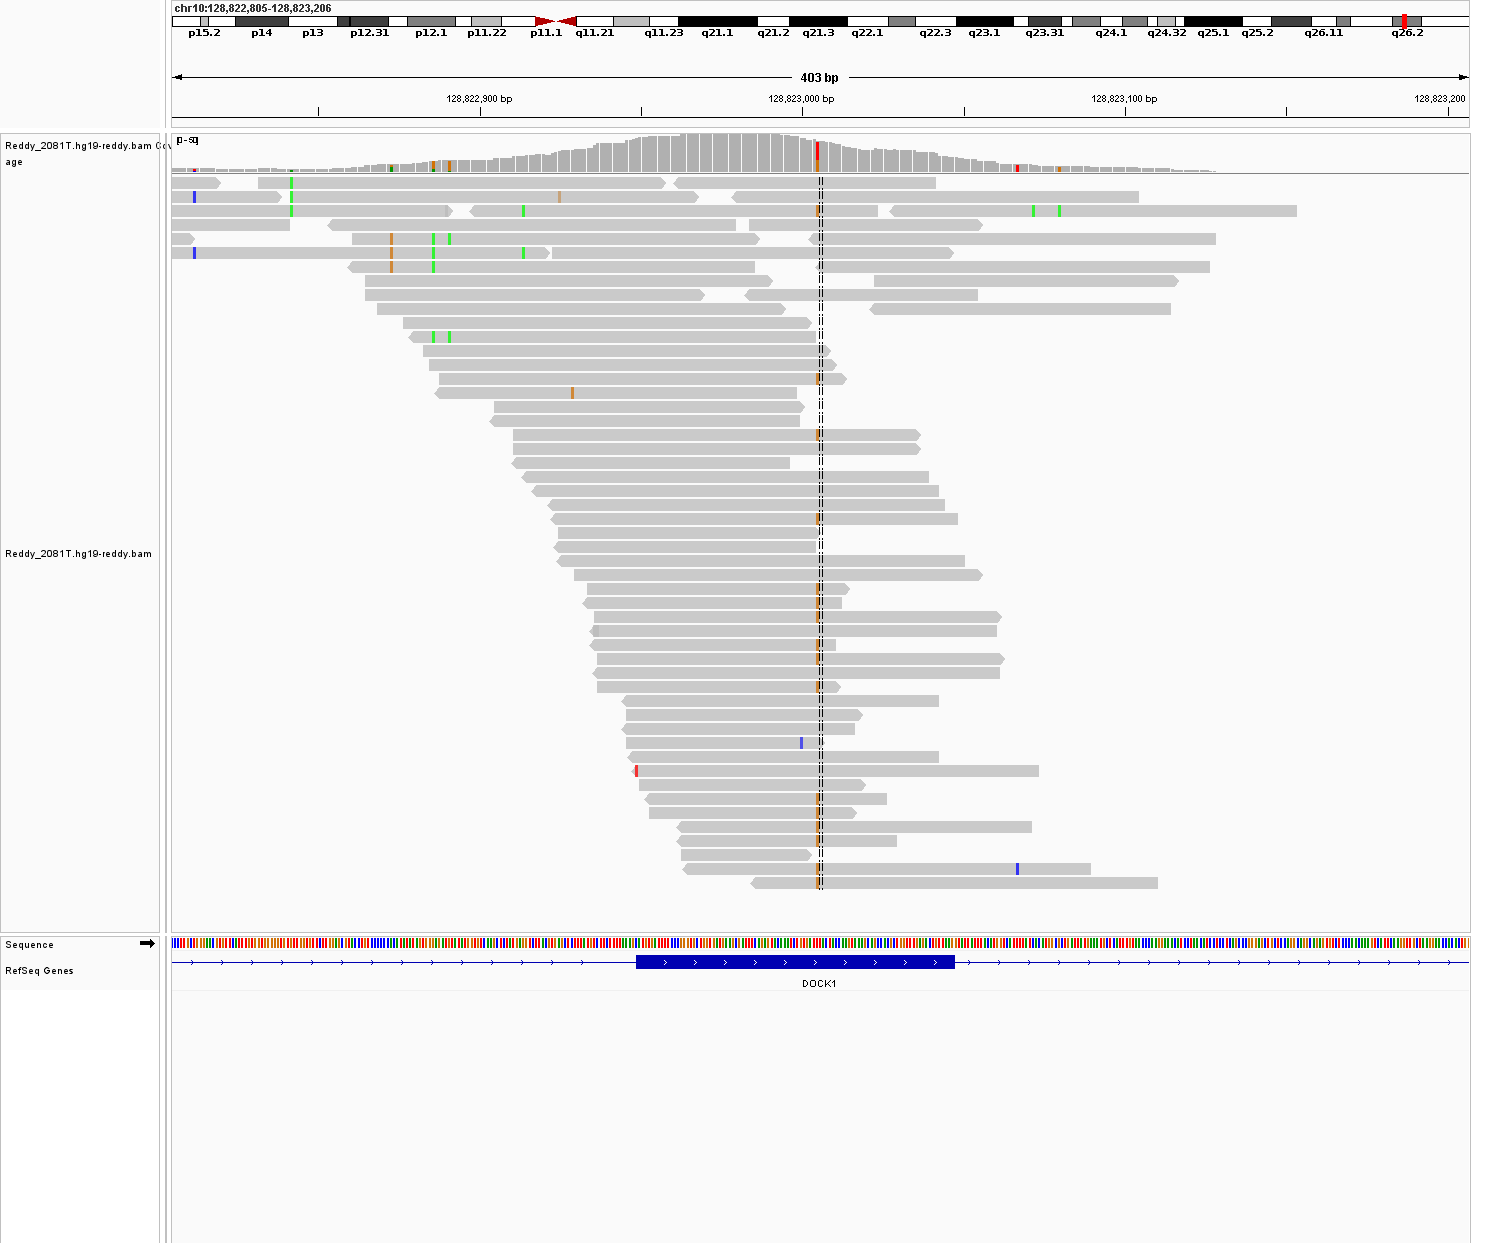 chr10:128,822,805-128,823,206
p15.2 p14 p13 p12.31 p12.1 p11.22 p11.1 q11.21 q11.23 q21.1 q21.2 q21.3 q22.1 q22.3 q23.1 q23.31 q24.1 q24.32 q25.1 q25.2 q26.11 q26.2
403 bp
128,822,900 bp 128,823,000 bp 128,823,100 bp 128,823,200
Reddy_2081T.hg19-reddy.bam Cov
age
Reddy_2081T.hg19-reddy.bam
Sequence
RefSeq Genes
DOCK1